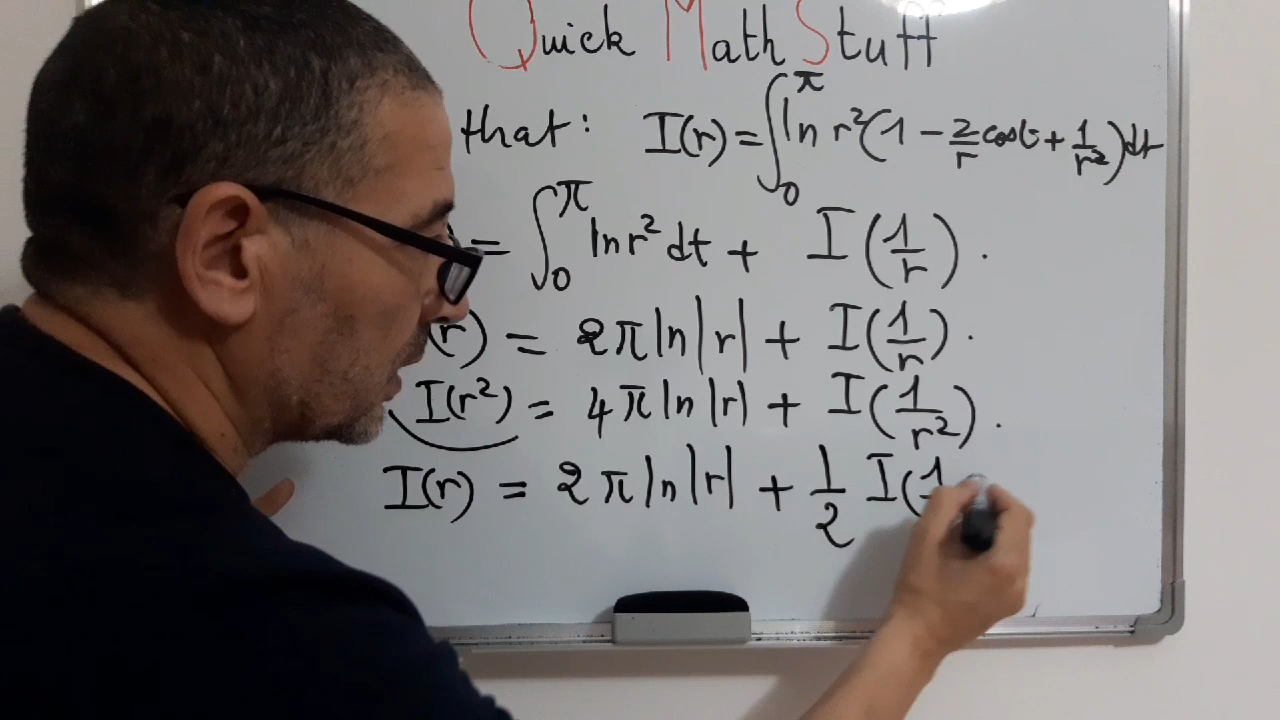 Quick Math Stuff
that: I(r) = ∫₀^π ln r²(1 − 2/r cos t + 1/r²) dt
= ∫₀^π ln r² dt + I(1/r).
(r) = 2π ln|r| + I(1/r).
I(r²) = 4π ln|r| + I(1/r²).
I(r) = 2π ln|r| + 1/2 I(1